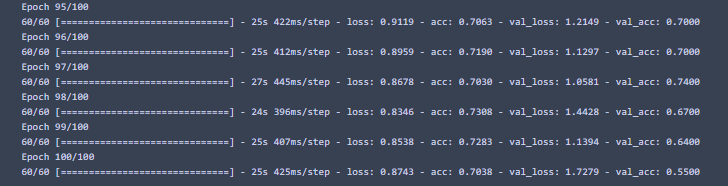 Epoch 95/100
60/60 [==============================] - 25s 422ms/step - loss: 0.9119 - acc: 0.7063 - val_loss: 1.2149 - val_acc: 0.7000
Epoch 96/100
60/60 [==============================] - 25s 412ms/step - loss: 0.8959 - acc: 0.7190 - val_loss: 1.1297 - val_acc: 0.7000
Epoch 97/100
60/60 [==============================] - 27s 445ms/step - loss: 0.8678 - acc: 0.7030 - val_loss: 1.0581 - val_acc: 0.7400
Epoch 98/100
60/60 [==============================] - 24s 396ms/step - loss: 0.8346 - acc: 0.7308 - val_loss: 1.4428 - val_acc: 0.6700
Epoch 99/100
60/60 [==============================] - 25s 407ms/step - loss: 0.8538 - acc: 0.7283 - val_loss: 1.1394 - val_acc: 0.6400
Epoch 100/100
60/60 [==============================] - 25s 425ms/step - loss: 0.8743 - acc: 0.7038 - val_loss: 1.7279 - val_acc: 0.5500